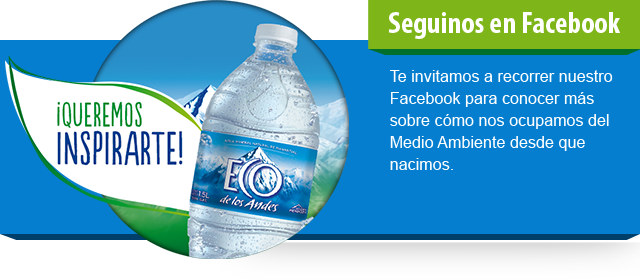 Seguinos en Facebook
Te invitamos a recorrer nuestro
Facebook para conocer más
sobre cómo nos ocupamos del
Medio Ambiente desde que
nacimos.
¡QUEREMOS
INSPIRARTE!
ECO
de los Andes
1.5L